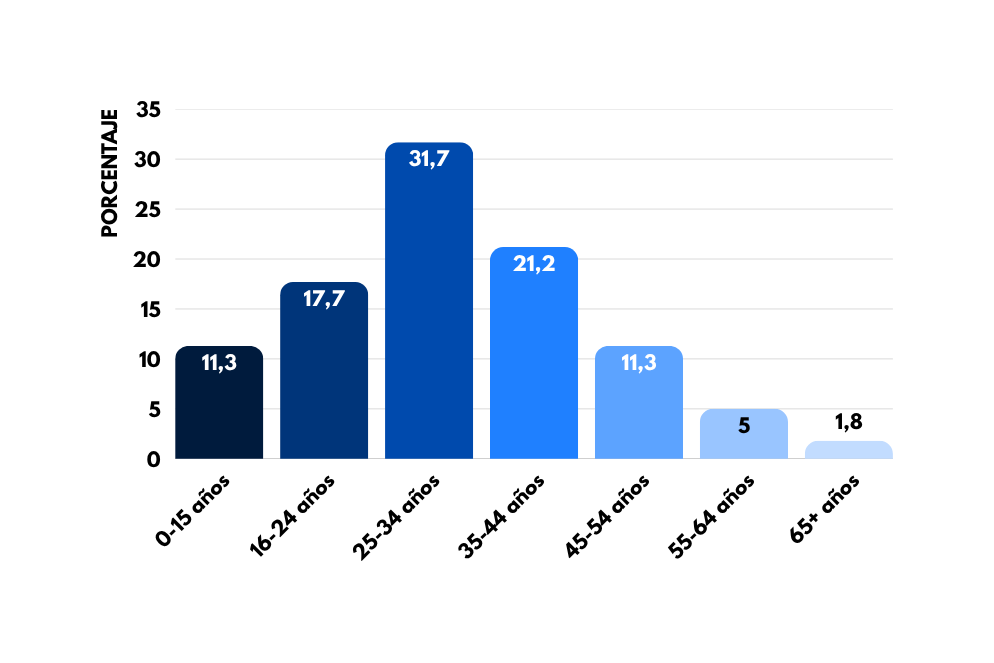 PORCENTAJE
35
30
25
20
15
10
5
0
11,3
17,7
31,7
21,2
11,3
5
1,8
0-15 años
16-24 años
25-34 años
35-44 años
45-54 años
55-64 años
65+ años